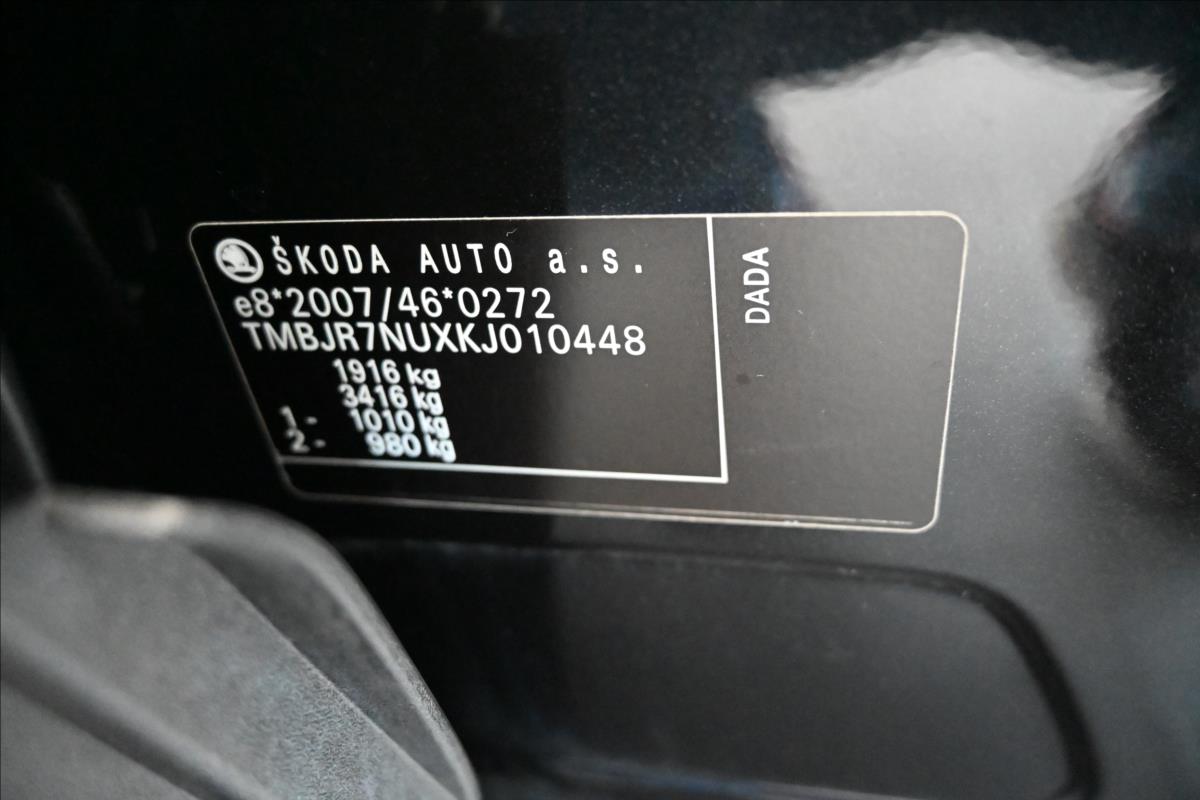 ŠKODA AUTO a.s.
e8*2007/46*0272
TMBJR7NUXKJ010448
1916 kg
3416 kg
1- 1010 kg
2- 980 kg
DADA